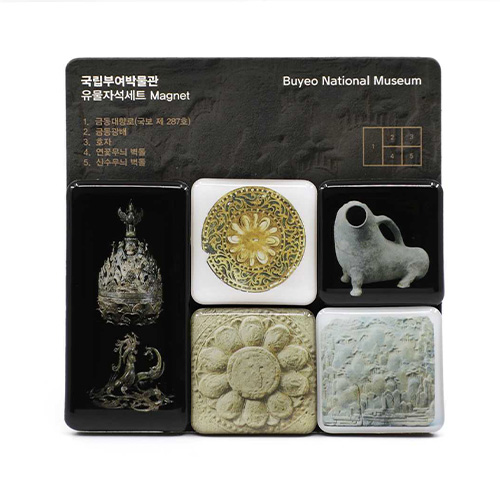 국립부여박물관
유물자석세트 Magnet
Buyeo National Museum
1, 금동대향로(국보 제 287호)
2, 금동광배
3, 호자
4, 연꽃무늬 벽돌
5, 산수무늬 벽돌
1 2 3
4 5